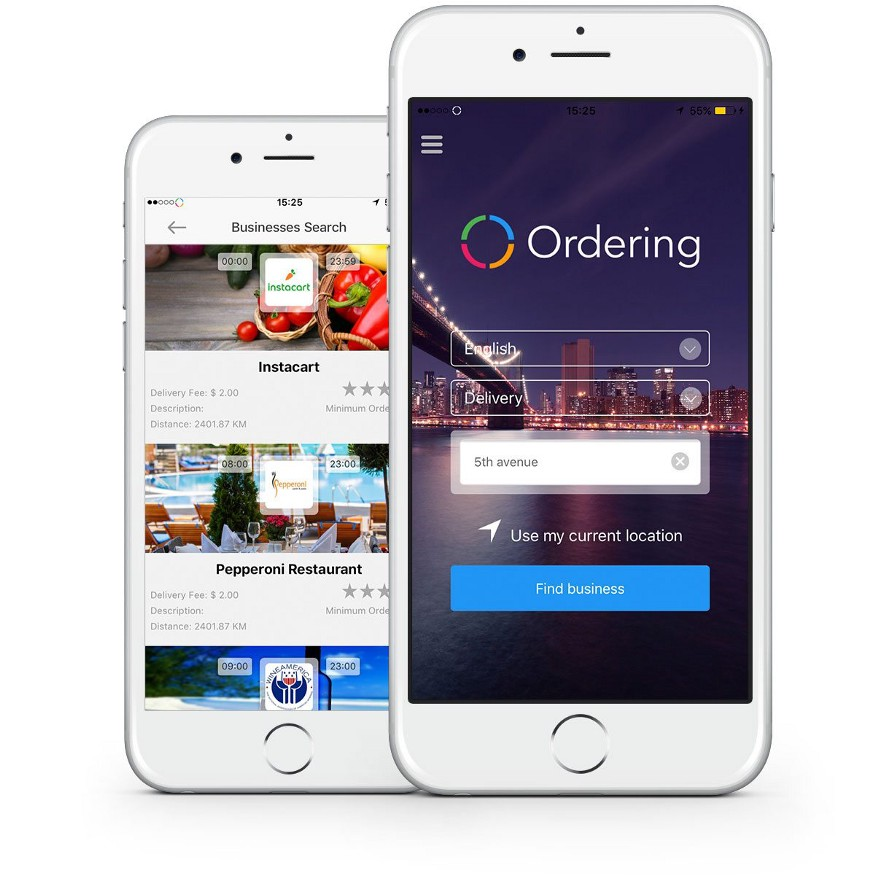 15:25
Businesses Search
00:00
23:59
instacart
Instacart
Delivery Fee: $ 2.00
Description:
Minimum Orde
Distance: 2401.87 KM
08:00
23:00
Pepperoni
Pepperoni Restaurant
Delivery Fee: $ 2.00
Description:
Minimum Orde
Distance: 2401.87 KM
09:00
23:00
WINEAMERICA
15:25
55%
Ordering
English
Delivery
5th avenue
Use my current location
Find business